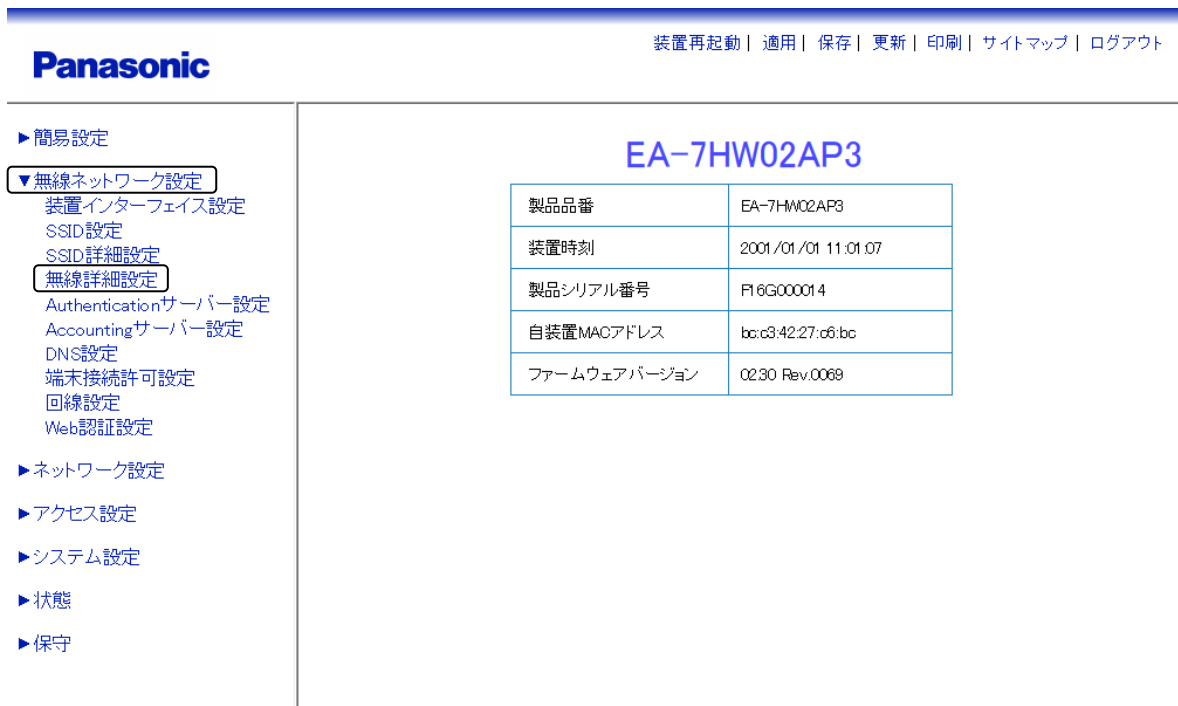 装置再起動| 適用| 保存| 更新| 印刷| サイトマップ| ログアウト
Panasonic
▶簡易設定
▼無線ネットワーク設定
装置インターフェイス設定
SSID設定
SSID詳細設定
無線詳細設定
Authenticationサーバー設定
Accountingサーバー設定
DNS設定
端末接続許可設定
回線設定
Web認証設定
▶ネットワーク設定
▶アクセス設定
▶システム設定
▶状態
▶保守
EA-7HW02AP3
製品品番 EA-7HW02AP3
装置時刻 2001/01/01 11:01:07
製品シリアル番号 F16G000014
自装置MACアドレス bc:c3:42:27:c6:bc
ファームウェアバージョン 02.30 Rev.0069